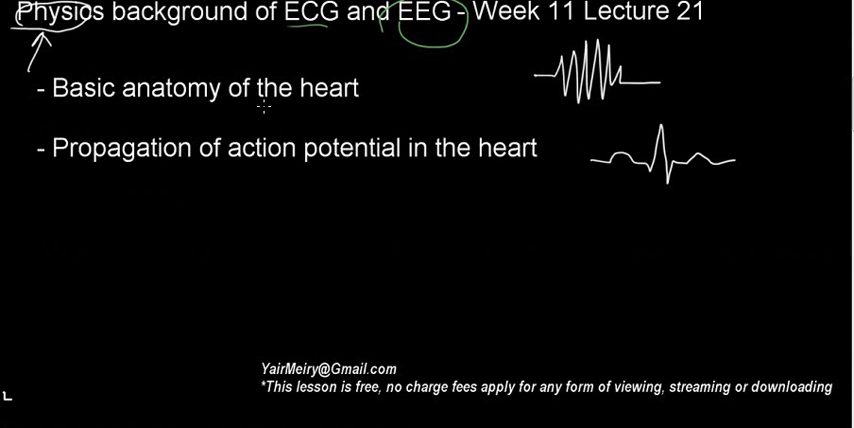 Physics background of ECG and EEG - Week 11 Lecture 21
- Basic anatomy of the heart
- Propagation of action potential in the heart
YairMeiry@Gmail.com
*This lesson is free, no charge fees apply for any form of viewing, streaming or downloading